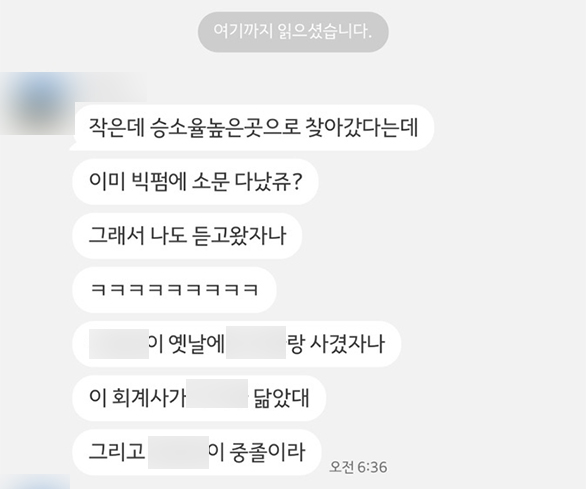 여기까지 읽으셨습니다.
작은데 승소율높은곳으로 찾아갔다는데
이미 빅펌에 소문 다났쥬?
그래서 나도 듣고왔자나
ㅋㅋㅋㅋㅋㅋㅋㅋㅋ
이 옛날에 랑 사겼자나
이 회계사가 닮았대
그리고 이 중졸이라
오전 6:36